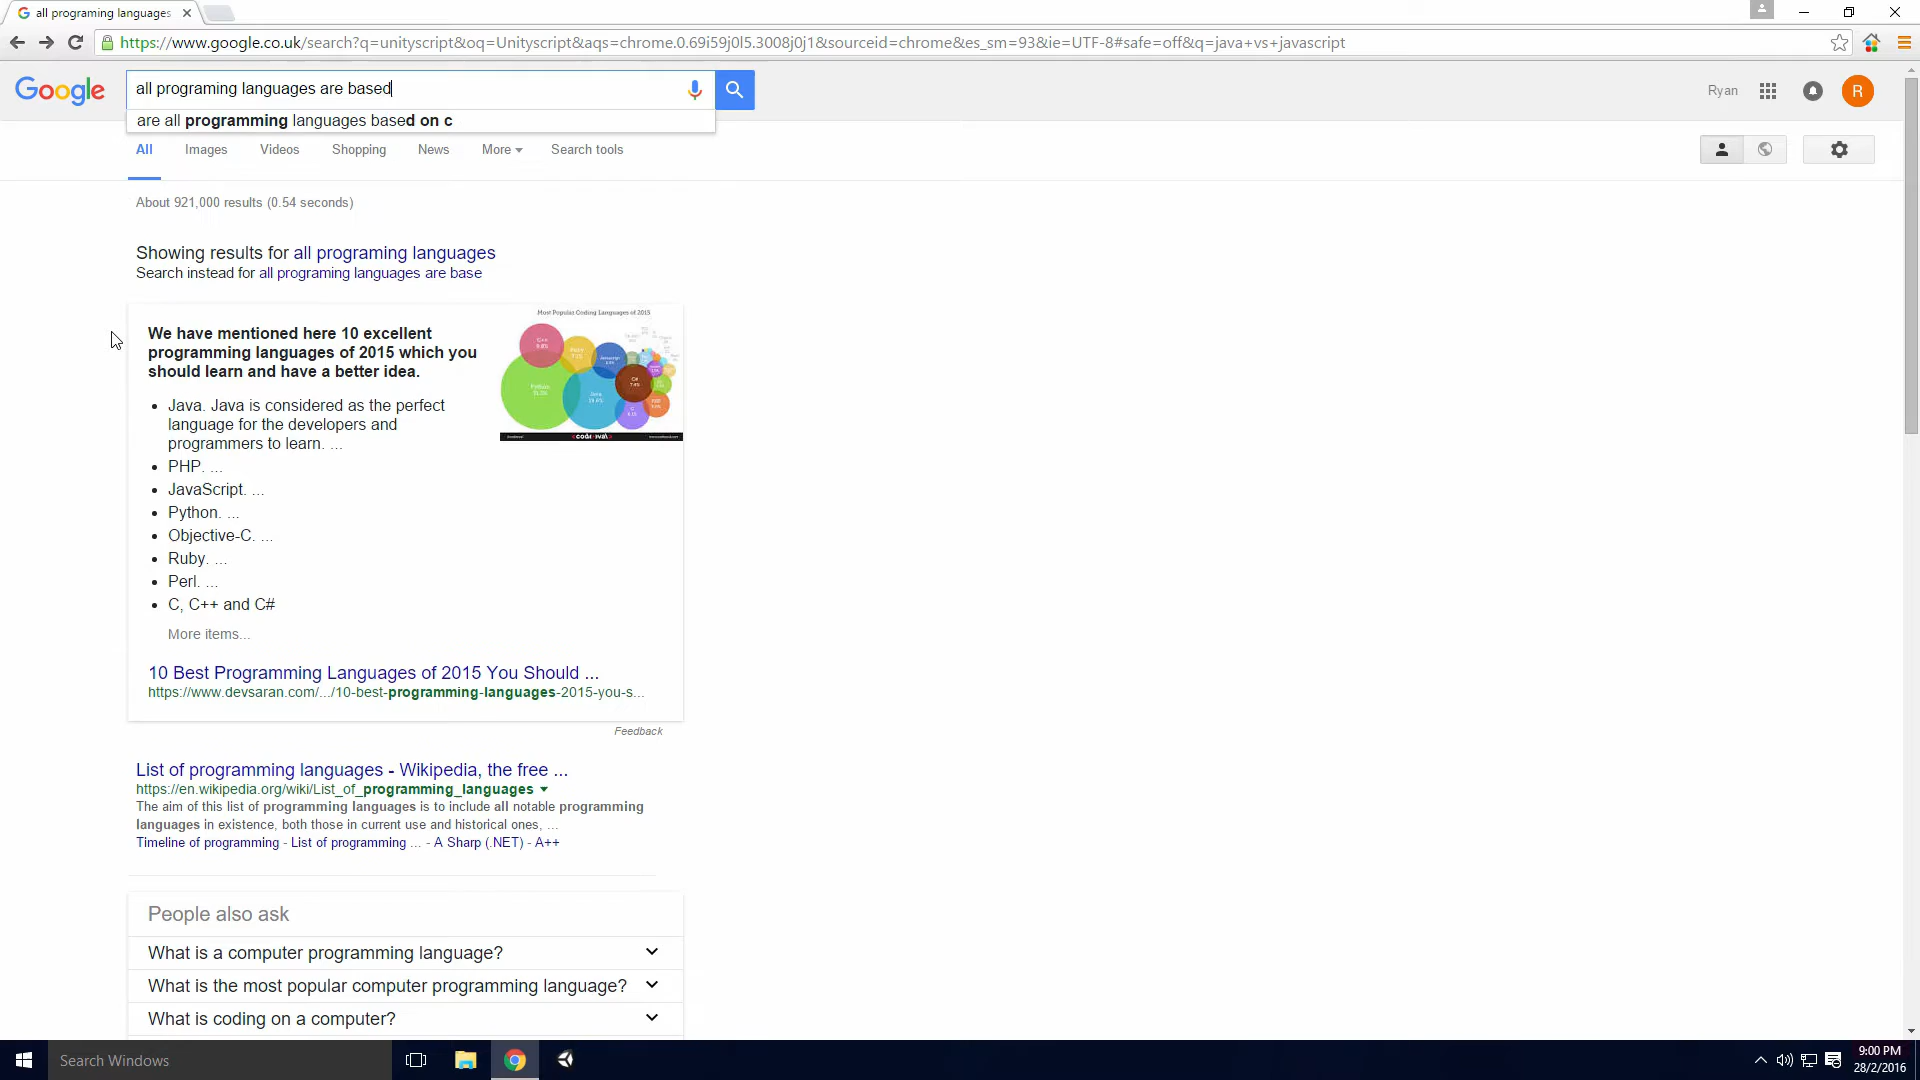 all programing languages
https://www.google.co.uk/search?q=unityscript&oq=Unityscript&aqs=chrome.0.69i59j0l5.3008j0j1&sourceid=chrome&es_sm=93&ie=UTF-8#safe=off&q=java+vs+javascript
Google
all programing languages are based
Ryan
R
are all programming languages based on c
All Images Videos Shopping News More Search tools
About 921,000 results (0.54 seconds)
Showing results for all programing languages
Search instead for all programing languages are base
We have mentioned here 10 excellent
programming languages of 2015 which you
should learn and have a better idea.
Most Popular Coding Languages of 2015
Java. Java is considered as the perfect
language for the developers and
programmers to learn. ...
PHP. ...
JavaScript. ...
Python. ...
Objective-C. ...
Ruby. ...
Perl. ...
C, C++ and C#
More items...
10 Best Programming Languages of 2015 You Should ...
https://www.devsaran.com/.../10-best-programming-languages-2015-you-s...
Feedback
List of programming languages - Wikipedia, the free ...
https://en.wikipedia.org/wiki/List_of_programming_languages
The aim of this list of programming languages is to include all notable programming
languages in existence, both those in current use and historical ones, ...
Timeline of programming - List of programming ... - A Sharp (.NET) - A++
People also ask
What is a computer programming language?
What is the most popular computer programming language?
What is coding on a computer?
Search Windows
9:00 PM
28/2/2016